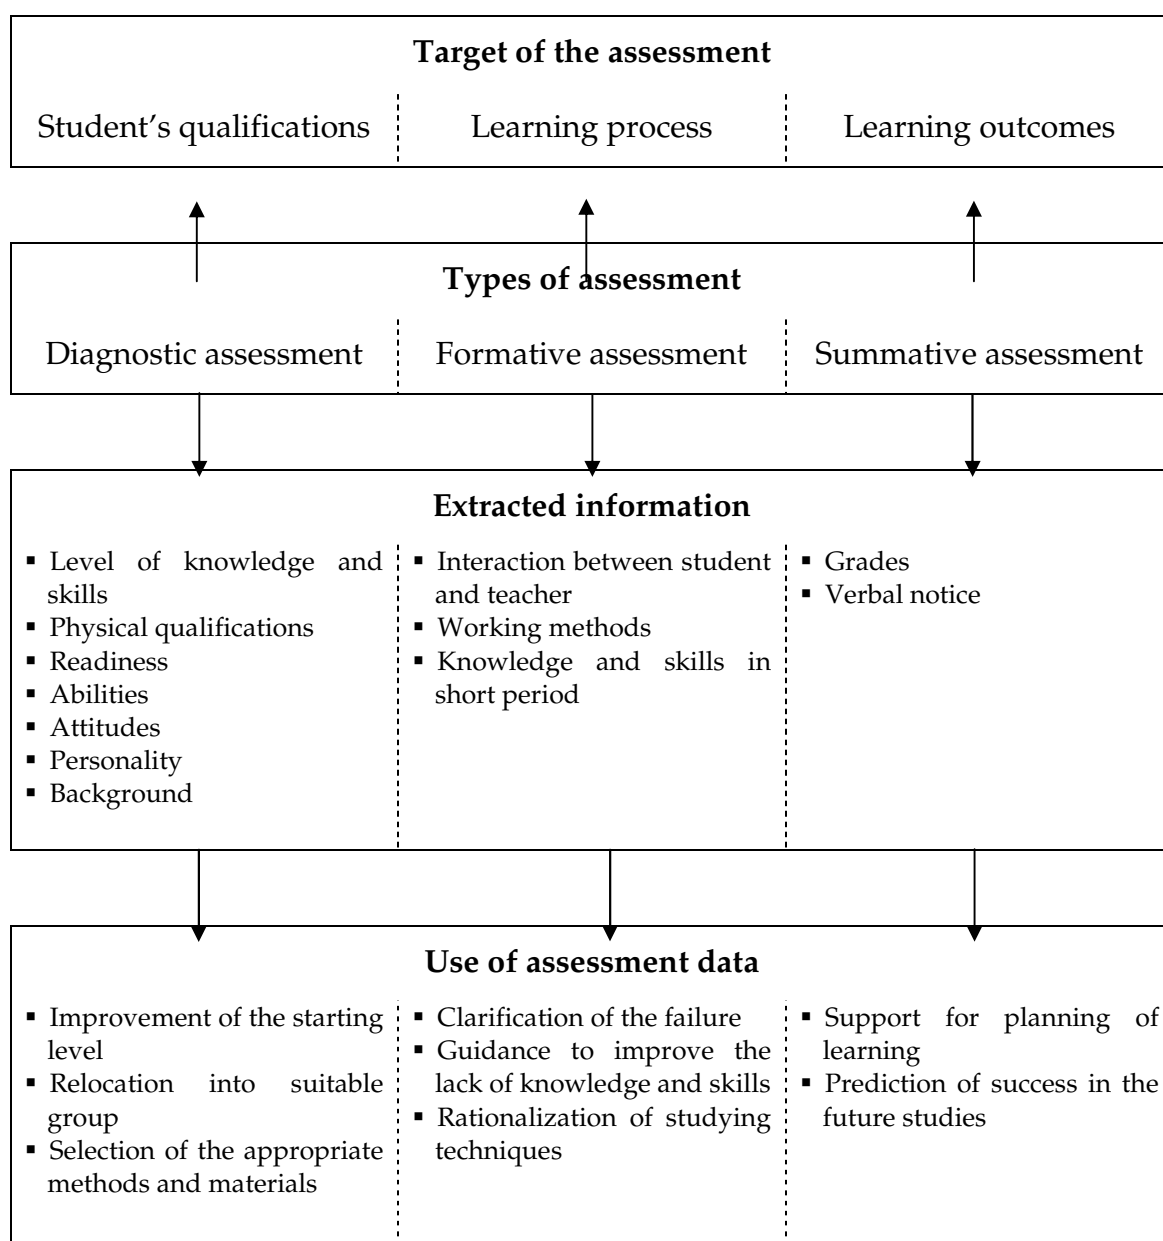 Target of the assessment
Student’s qualifications
Learning process
Learning outcomes
Types of assessment
Diagnostic assessment
Formative assessment
Summative assessment
Extracted information
▪ Level of knowledge and
skills
▪ Physical qualifications
▪ Readiness
▪ Abilities
▪ Attitudes
▪ Personality
▪ Background
▪ Interaction between student
and teacher
▪ Working methods
▪ Knowledge and skills in
short period
▪ Grades
▪ Verbal notice
Use of assessment data
▪ Improvement of the starting
level
▪ Relocation into suitable
group
▪ Selection of the appropriate
methods and materials
▪ Clarification of the failure
▪ Guidance to improve the
lack of knowledge and skills
▪ Rationalization of studying
techniques
▪ Support for planning of
learning
▪ Prediction of success in the
future studies